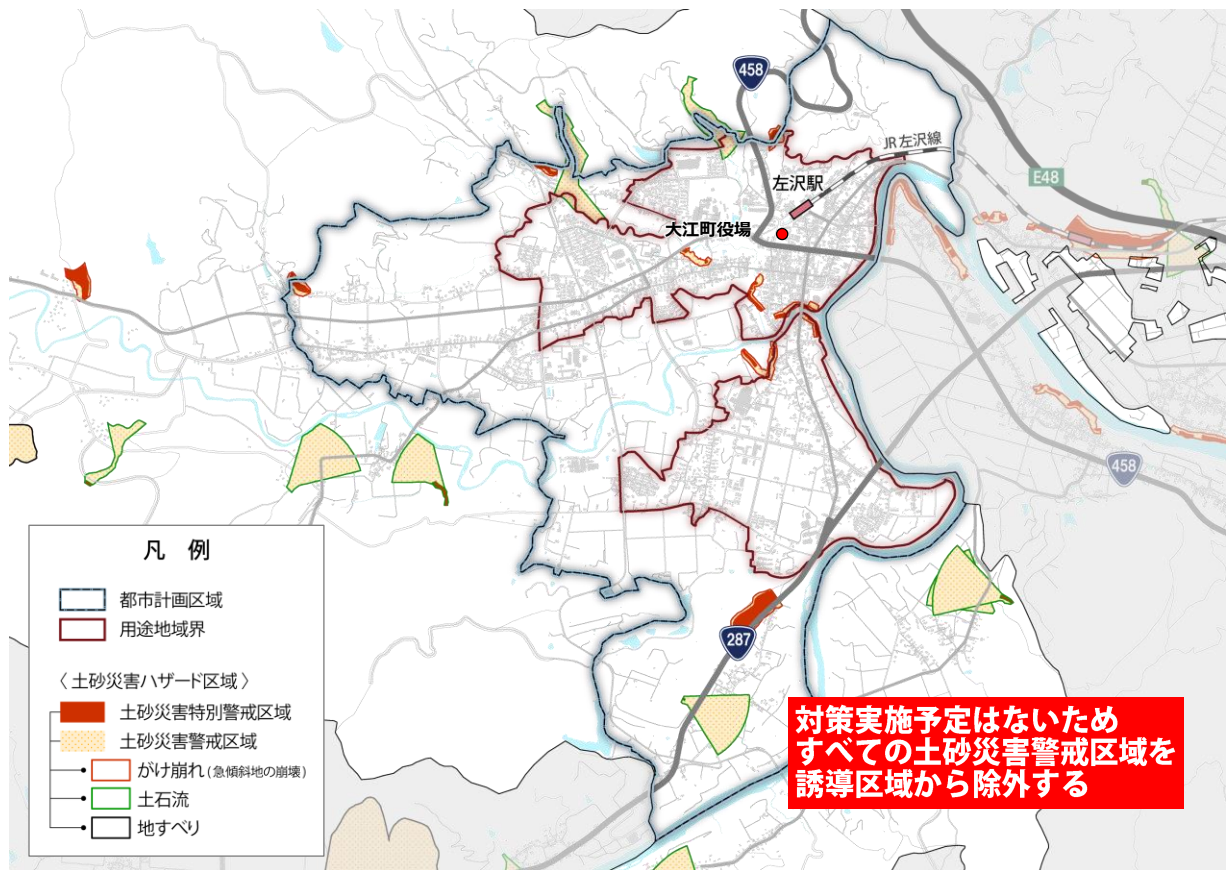 458
JR左沢線
左沢駅
E48
大江町役場
458
287
凡 例
都市計画区域
用途地域界
〈 土砂災害ハザード区域 〉
土砂災害特別警戒区域
土砂災害警戒区域
がけ崩れ (急傾斜地の崩壊)
土石流
地すべり
対策実施予定はないため
すべての土砂災害警戒区域を
誘導区域から除外する